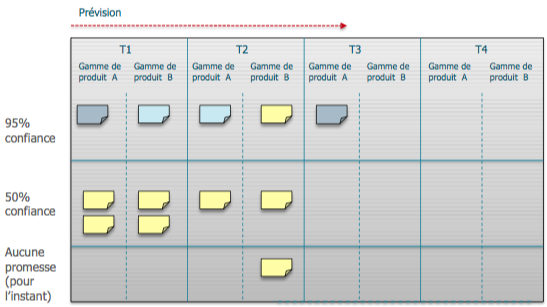 Prévision
T1 T2 T3 T4
Gamme de Gamme de Gamme de Gamme de Gamme de Gamme de Gamme de Gamme de
produit A produit B produit A produit B produit A produit B produit A produit B
95%
confiance
50%
confiance
Aucune
promesse
(pour
l'instant)